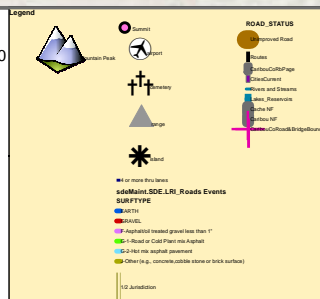 Legend
0
Mountain Peak
Summit
Airport
Cemetery
Range
Island
4 or more thru lanes
sdeMaint.SDE.LRI_Roads Events
SURFTYPE
EARTH
GRAVEL
F-Asphalt/oil treated gravel less than 1"
G-1-Road or Cold Plant mix Asphalt
G-2-Hot mix asphalt pavement
J-Other (e.g., concrete,cobble stone or brick surface)
1/2 Jurisdiction
ROAD_STATUS
Unimproved Road
Routes
CaribouCoRbPage
CitiesCurrent
Rivers and Streams
Lakes_Reservoirs
Cache NF
Caribou NF
CaribouCoRoad&BridgeBoun